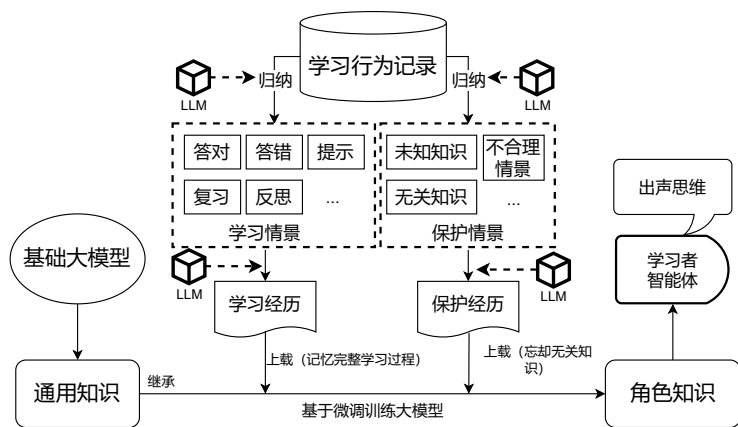 学习行为记录
LLM
归纳
归纳
LLM
答对
答错
提示
复习
反思
...
学习情景
未知知识
不合理
情景
无关知识
...
保护情景
出声思维
基础大模型
LLM
学习经历
保护经历
LLM
学习者
智能体
上载（记忆完整学习过程）
上载（忘却无关知
识）
通用知识
继承
基于微调训练大模型
角色知识